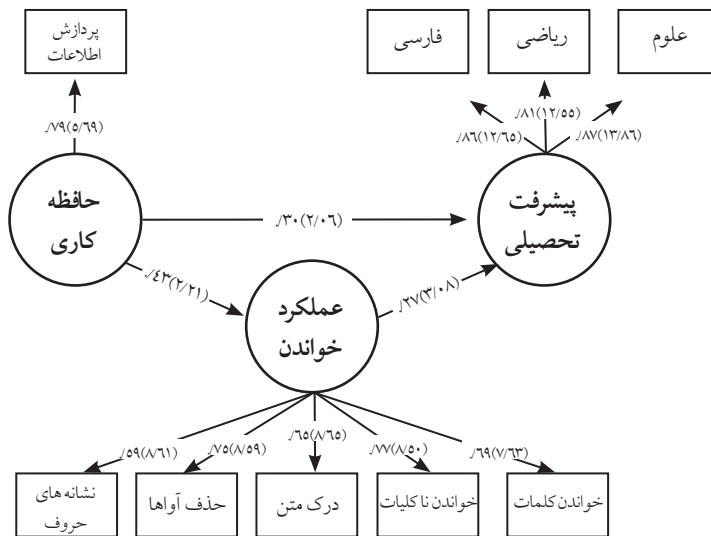 پردازش
اطلاعات
فارسی
ریاضی
علوم
./۷۹(۵/۶۹)
./۸۶(۱۲/۶۵)
./۸۱(۱۲/۵۵)
./۸۷(۱۳/۸۶)
حافظه
کاری
./۳۰(۲/۰۶)
پیشرفت
تحصیلی
./۴۳(۲/۲۱)
./۲۷(۳/۰۸)
عملکرد
خواندن
./۵۹(۸/۶۱)
./۷۵(۸/۵۹)
./۶۵(۸/۶۵)
./۷۷(۸/۵۰)
./۶۹(۷/۶۳)
نشانه های
حروف
حذف آواها
درک متن
خواندن نا کلیات
خواندن کلمات